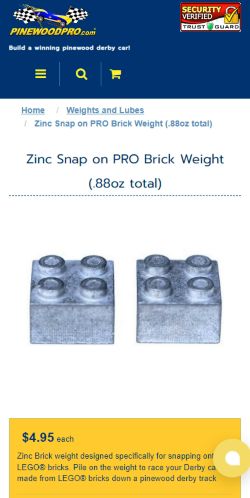 PINEWOODPRO.com
SECURITY
VERIFIED
TRUST GUARD
Build a winning pinewood derby car!
Home / Weights and Lubes
/ Zinc Snap on PRO Brick Weight (.88oz total)
Zinc Snap on PRO Brick Weight
(.88oz total)
$4.95 each
Zinc Brick weight designed specifically for snapping
LEGO® bricks. Pile on the weight to race your Derby
made from LEGO® bricks down a pinewood derby track